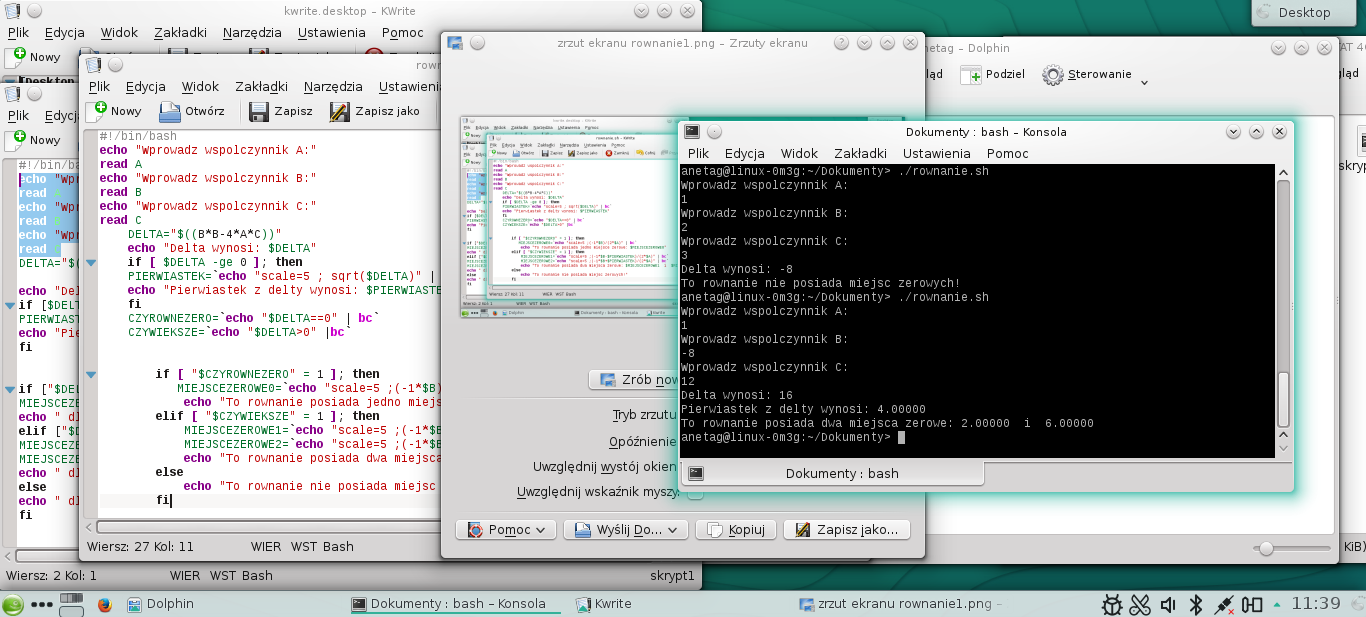 kwrite.desktop – KWrite
Plik Edycja Widok Zakładki Narzędzia Ustawienia Pomoc
Nowy
[Desktop
Plik
Nowy
#!/bin/ba
echo "Wpr
read
echo "Wp
read
echo "Wp
read
DELTA="$(
echo "Del
if [$DELT
PIERWIAST
echo "Pie
fi
if ["$DEL
MIEJSCEZE
echo " dl
elif ["$D
MIEJSCEZE
MIEJSCEZE
echo " dl
else
echo " dl
fi
Wiersz: 2 Kol: 1 WIER WST Bash skrypt1
Plik Edycja Widok Zakładki Narzędzia Ustawieni
Nowy Otwórz Zapisz Zapisz jako
#!/bin/bash
echo "Wprowadz wspolczynnik A:"
read A
echo "Wprowadz wspolczynnik B:"
read B
echo "Wprowadz wspolczynnik C:"
read C
DELTA="$((B*B-4*A*C))"
echo "Delta wynosi: $DELTA"
if [ $DELTA -ge 0 ]; then
PIERWIASTEK=`echo "scale=5 ; sqrt($DELTA)" |
echo "Pierwiastek z delty wynosi: $PIERWIASTE
fi
CZYROWNEZERO=`echo "$DELTA==0" | bc`
CZYWIEKSZE=`echo "$DELTA>0" |bc`
if [ "$CZYROWNEZERO" = 1 ]; then
MIEJSCEZEROWE0=`echo "scale=5 ;(-1*$B)
echo "To rownanie posiada jedno miejs
elif [ "$CZYWIEKSZE" = 1 ]; then
MIEJSCEZEROWE1=`echo "scale=5 ;(-1*$B
MIEJSCEZEROWE2=`echo "scale=5 ;(-1*$B
echo "To rownanie posiada dwa miejsca
else
echo "To rownanie nie posiada miejsc
fi
Wiersz: 27 Kol: 11 WIER WST Bash
zrzut ekranu rownanie1.png – Zrzuty ekranu
Zrób now
Tryb zrzutu
Opóźnienie
Uwzględnij wystój okien
Uwzględnij wskaźnik myszy:
Pomoc Wyślij Do... Kopiuj Zapisz jako...
netag – Dolphin
ląd Podziel Sterowanie
Desktop
AT 4
gląd
skryp
KiB)
Dokumenty : bash – Konsola
Plik Edycja Widok Zakładki Ustawienia Pomoc
anetag@linux-0m3g:~/Dokumenty> ./rownanie.sh
Wprowadz wspolczynnik A:
1
Wprowadz wspolczynnik B:
2
Wprowadz wspolczynnik C:
3
Delta wynosi: -8
To rownanie nie posiada miejsc zerowych!
anetag@linux-0m3g:~/Dokumenty> ./rownanie.sh
Wprowadz wspolczynnik A:
1
Wprowadz wspolczynnik B:
-8
Wprowadz wspolczynnik C:
12
Delta wynosi: 16
Pierwiastek z delty wynosi: 4.00000
To rownanie posiada dwa miejsca zerowe: 2.00000 i 6.00000
anetag@linux-0m3g:~/Dokumenty>
Dokumenty : bash
Dolphin Dokumenty : bash – Konsola Kwrite zrzut ekranu rownanie1.png – 11:39